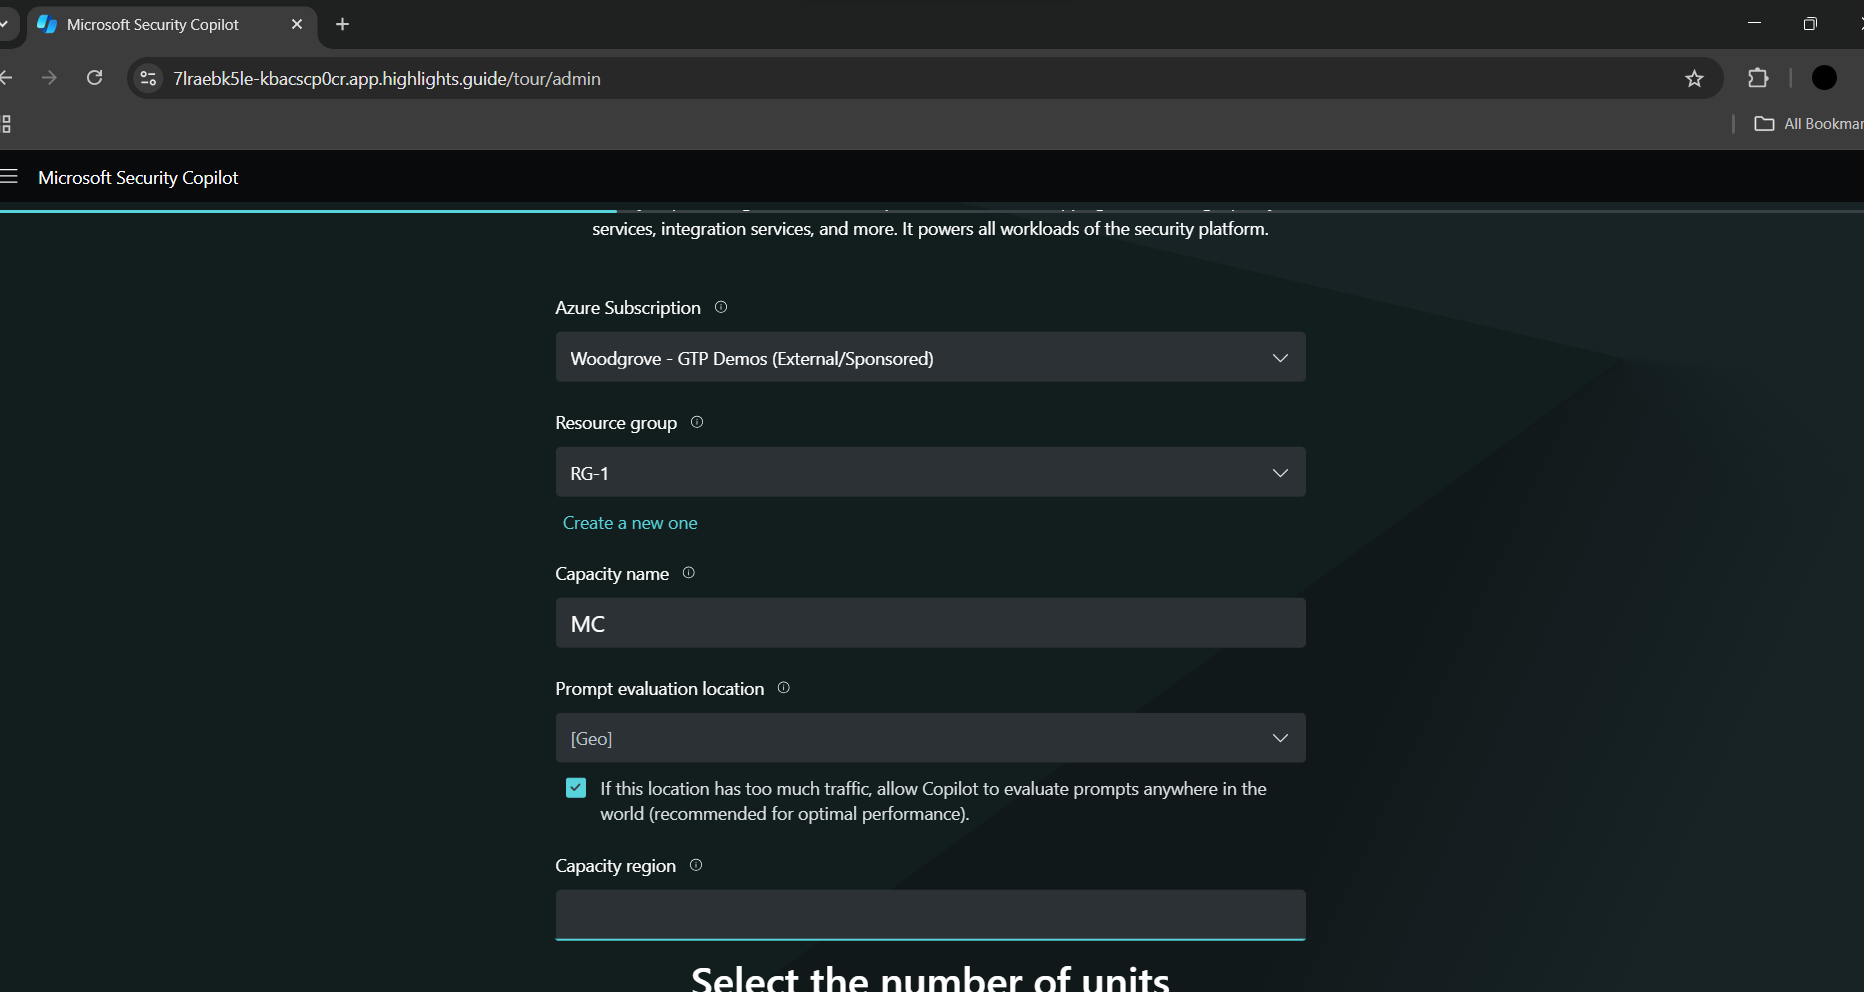 Microsoft Security Copilot
7lraebk5le-kbacscp0cr.app.highlights.guide/tour/admin
All Bookmar
Microsoft Security Copilot
services, integration services, and more. It powers all workloads of the security platform.
Azure Subscription
Woodgrove - GTP Demos (External/Sponsored)
Resource group
RG-1
Create a new one
Capacity name
MC
Prompt evaluation location
[Geo]
If this location has too much traffic, allow Copilot to evaluate prompts anywhere in the
world (recommended for optimal performance).
Capacity region
Select the number of units